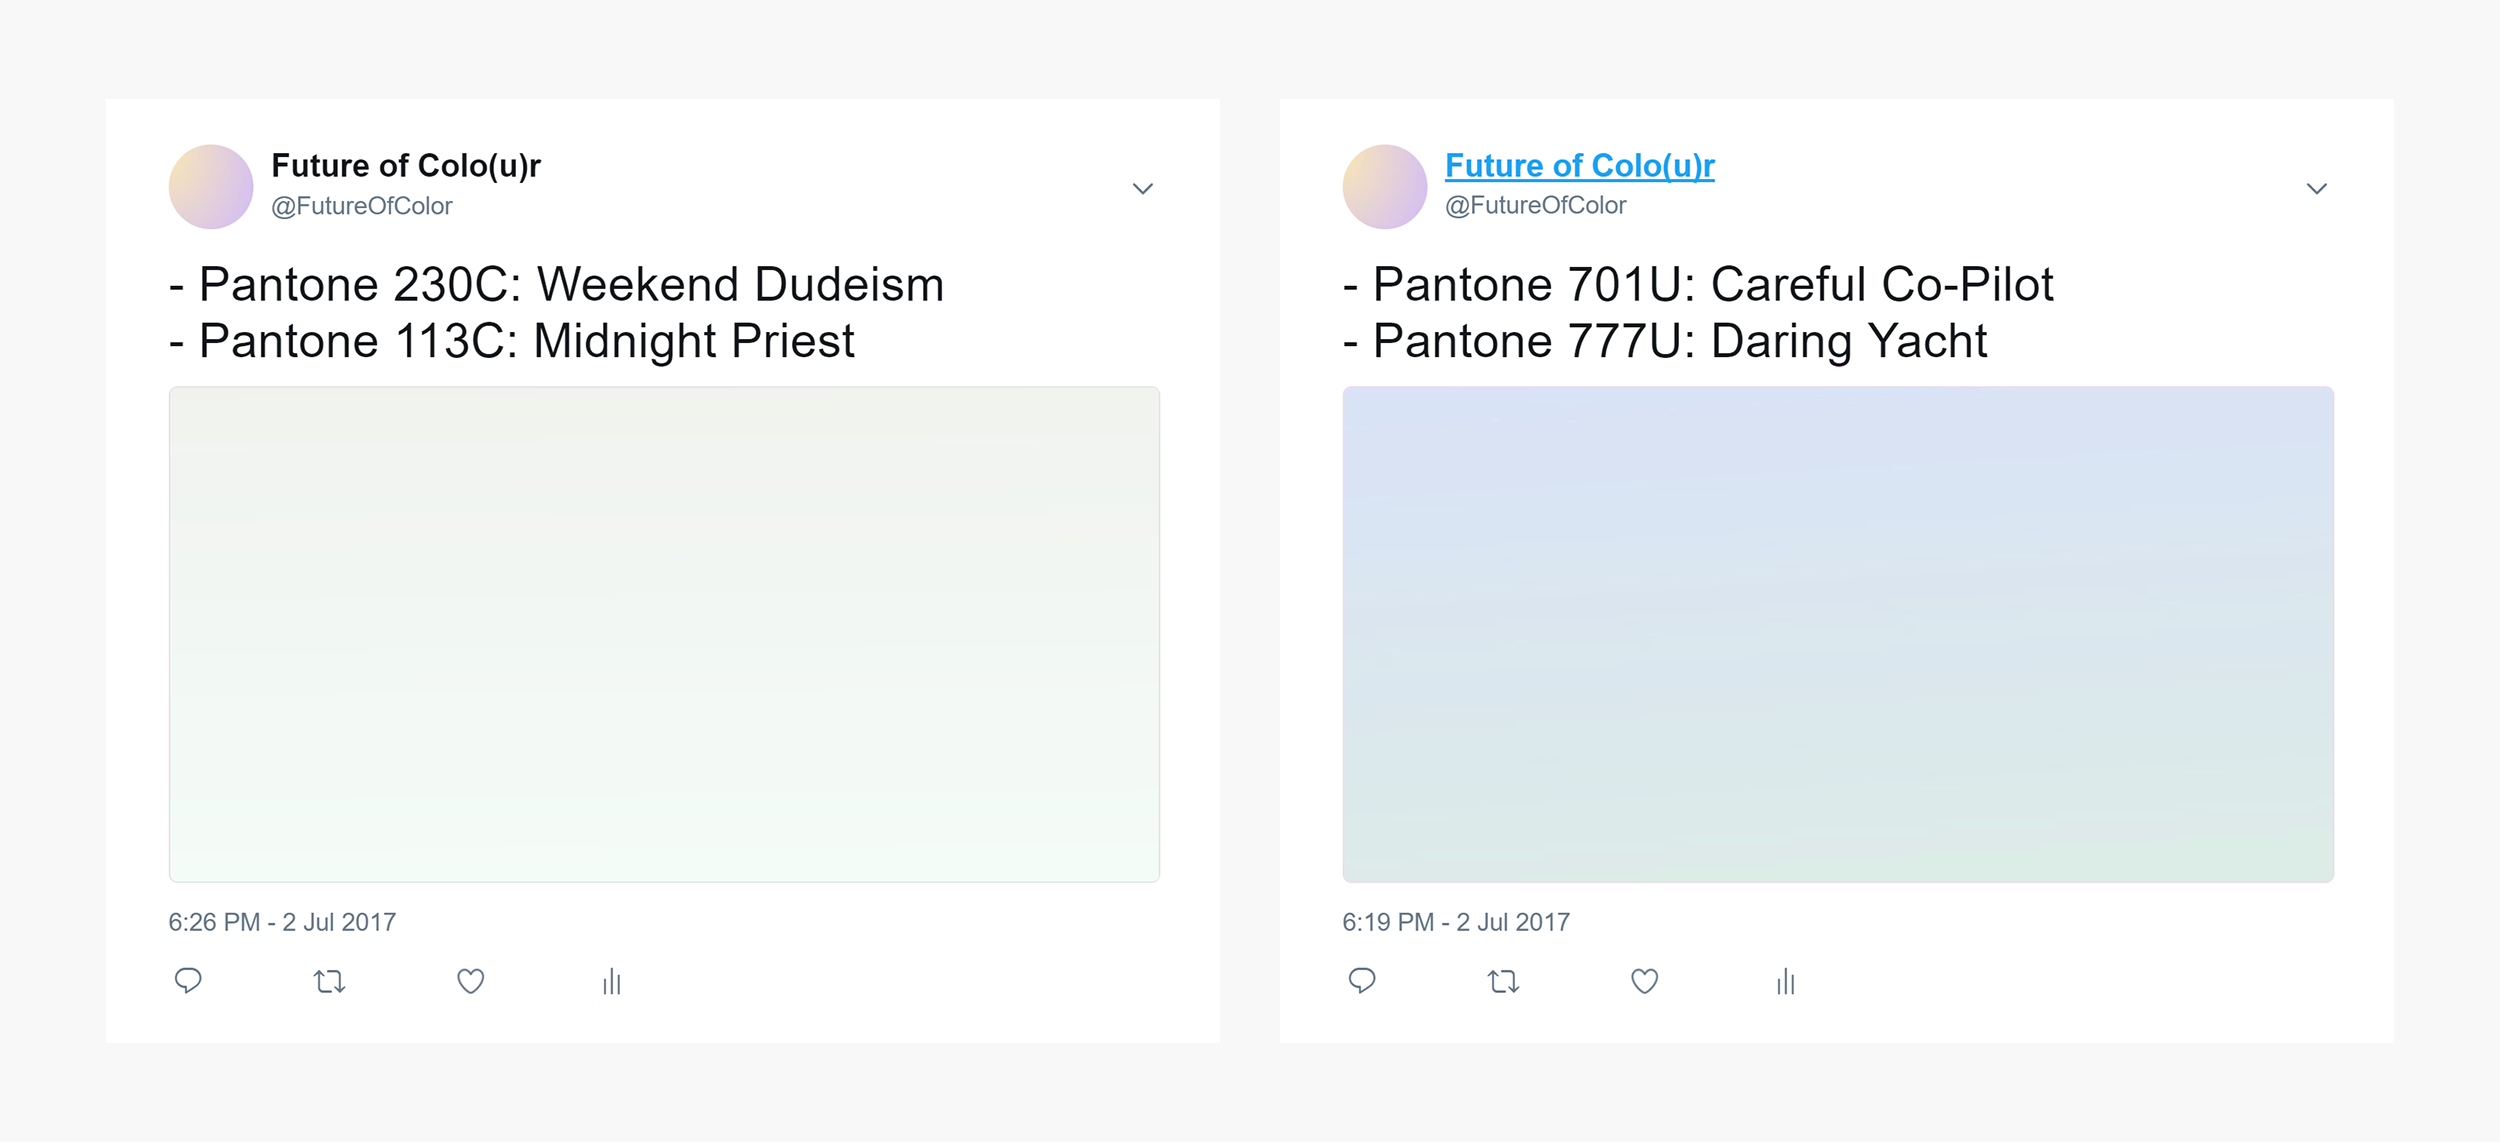 Future of Colo(u)r
@FutureOfColor
- Pantone 230C: Weekend Dudeism
- Pantone 113C: Midnight Priest
6:26 PM - 2 Jul 2017
Future of Colo(u)r
@FutureOfColor
- Pantone 701U: Careful Co-Pilot
- Pantone 777U: Daring Yacht
6:19 PM - 2 Jul 2017